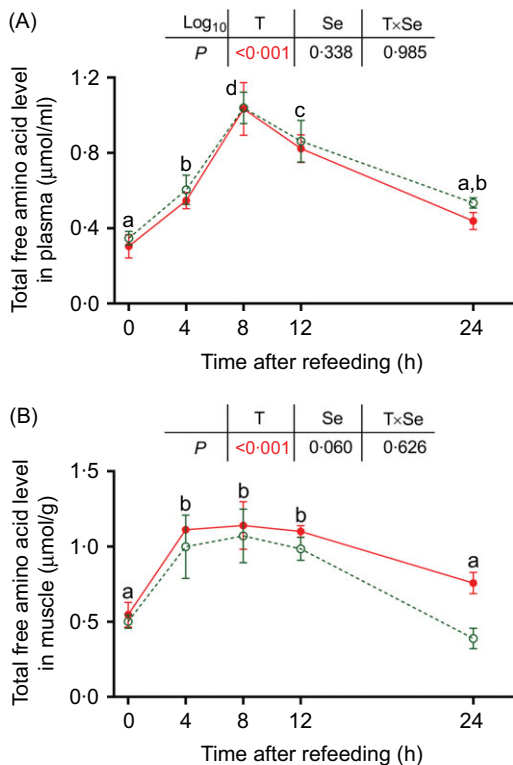 (A)
Log10 T Se T×Se
P <0·001 0·338 0·985
Total free amino acid level
in plasma (μmol/ml)
1·2
0·8
0·4
0·0
a b d c a,b
0 4 8 12 24
Time after refeeding (h)
(B)
T Se T×Se
P <0·001 0·060 0·626
Total free amino acid level
in muscle (μmol/g)
1·5
1·0
0·5
0·0
a b b b a
0 4 8 12 24
Time after refeeding (h)